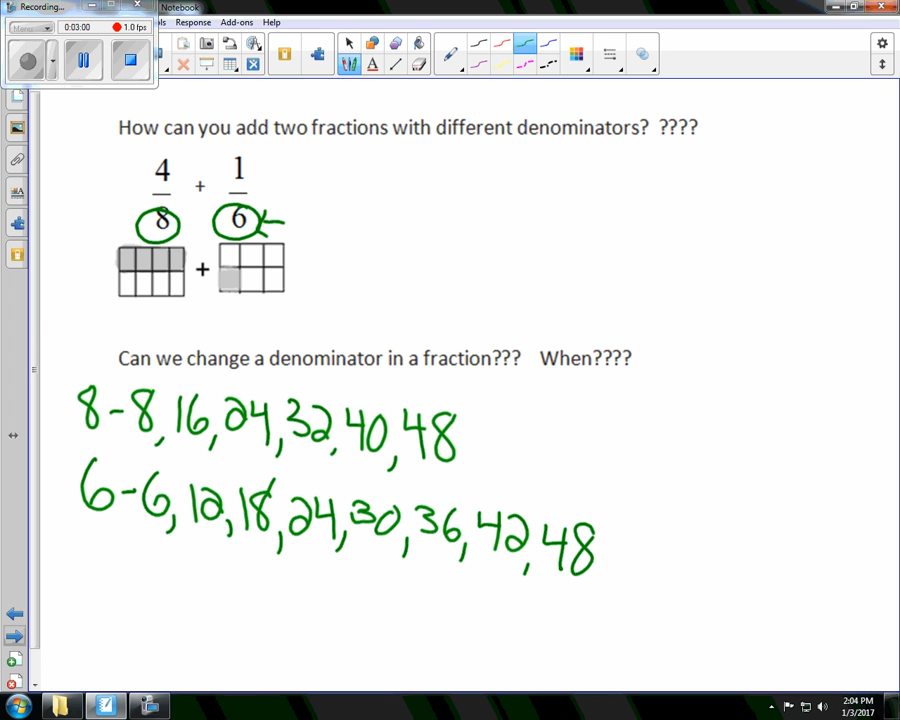 Recording... Notebook
Menu 0:03:00 1.0 fps
ols Response Add-ons Help
A
How can you add two fractions with different denominators? ????
4 + 1
8 6
+
Can we change a denominator in a fraction??? When????
8-8,16,24,32,40,48
6-6,12,18,24,30,36,42,48
2:04 PM
1/3/2017